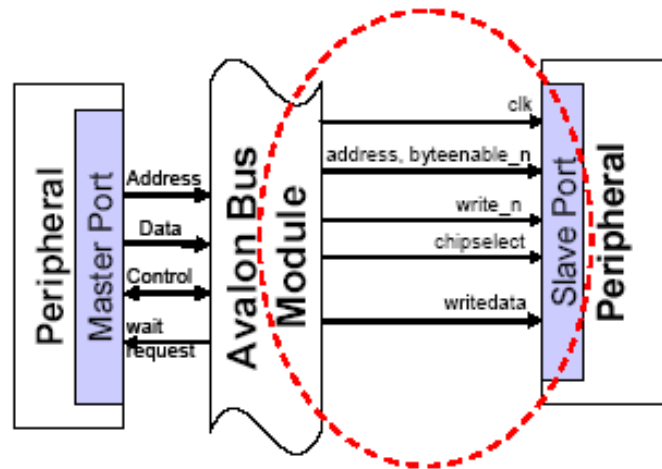 Peripheral
Master Port
Address
Data
Control
wait
request
Avalon Bus
Module
clk
address, byteenable_n
write_n
chipselect
writedata
Slave Port
Peripheral